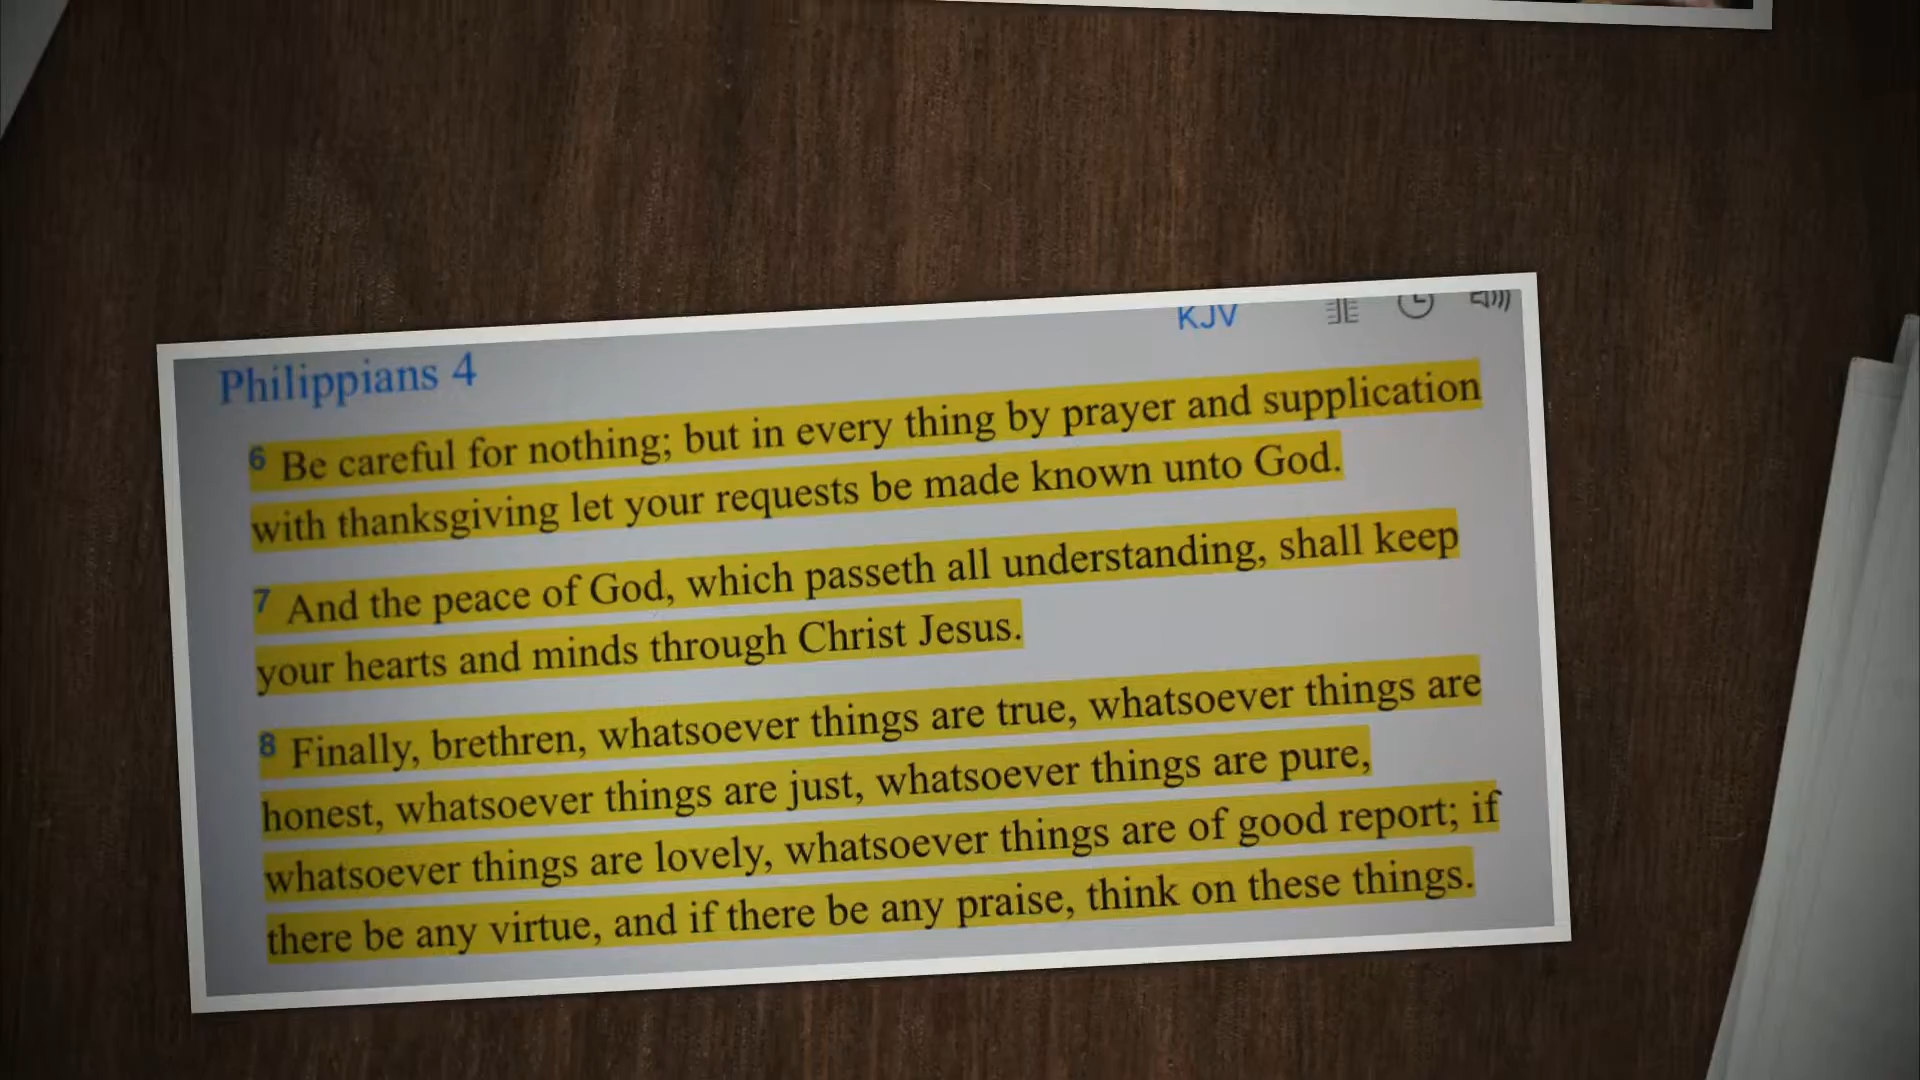 KJV
Philippians 4
6 Be careful for nothing; but in every thing by prayer and supplication
with thanksgiving let your requests be made known unto God.
7 And the peace of God, which passeth all understanding, shall keep
your hearts and minds through Christ Jesus.
8 Finally, brethren, whatsoever things are true, whatsoever things are
honest, whatsoever things are just, whatsoever things are pure,
whatsoever things are lovely, whatsoever things are of good report; if
there be any virtue, and if there be any praise, think on these things.